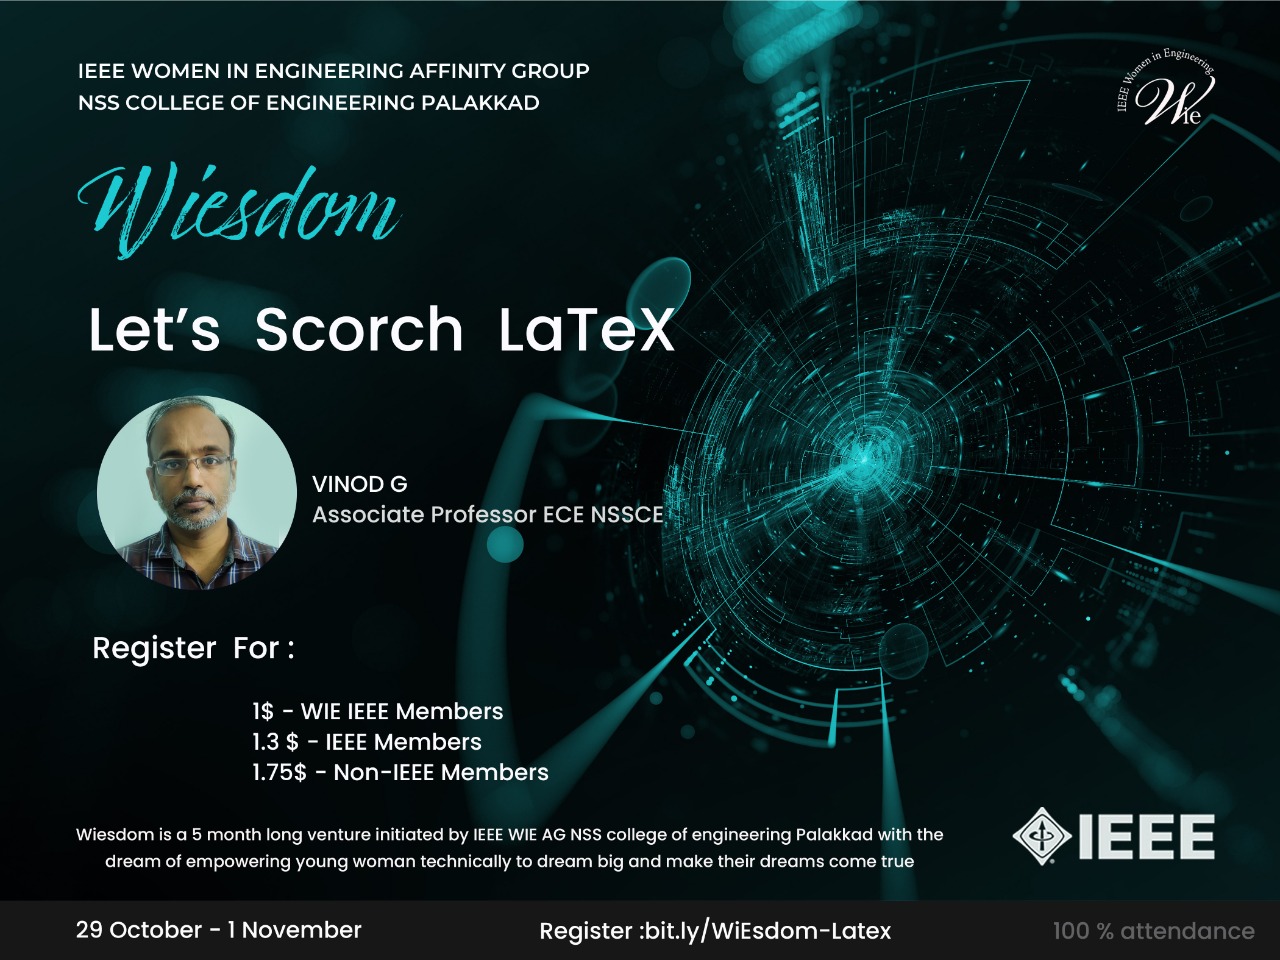 IEEE WOMEN IN ENGINEERING AFFINITY GROUP
NSS COLLEGE OF ENGINEERING PALAKKAD
IEEE Women in Engineering
Wie
Wiesdom
Let's Scorch LaTeX
VINOD G
Associate Professor ECE NSSCE
Register For :
1$ - WIE IEEE Members
1.3 $ - IEEE Members
1.75$ - Non-IEEE Members
Wiesdom is a 5 month long venture initiated by IEEE WIE AG NSS college of engineering Palakkad with the
dream of empowering young woman technically to dream big and make their dreams come true
IEEE
29 October - 1 November
Register :bit.ly/WiEsdom-Latex
100 % attendance